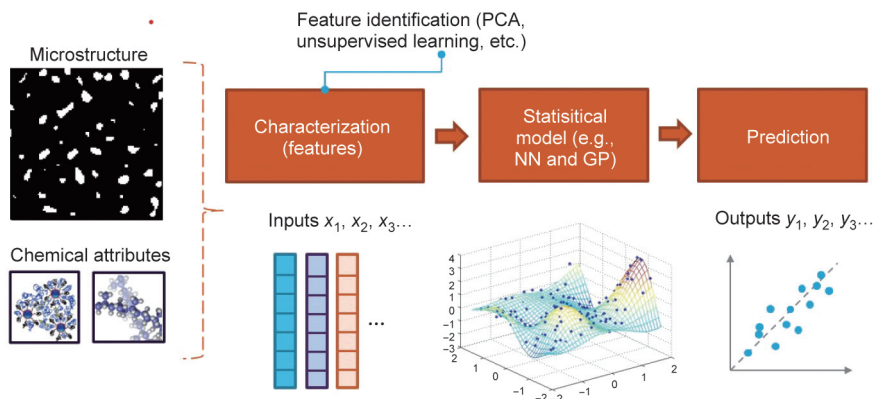 Feature identification (PCA,
unsupervised learning, etc.)
Microstructure
Characterization
(features)
Statisitical
model (e.g.,
NN and GP)
Prediction
Inputs x1, x2, x3…
Outputs y1, y2, y3…
Chemical attributes
...
4
3
2
1
0
−1
−2
−3
2
1
0
−1
−2
−2
−1
0
1
2